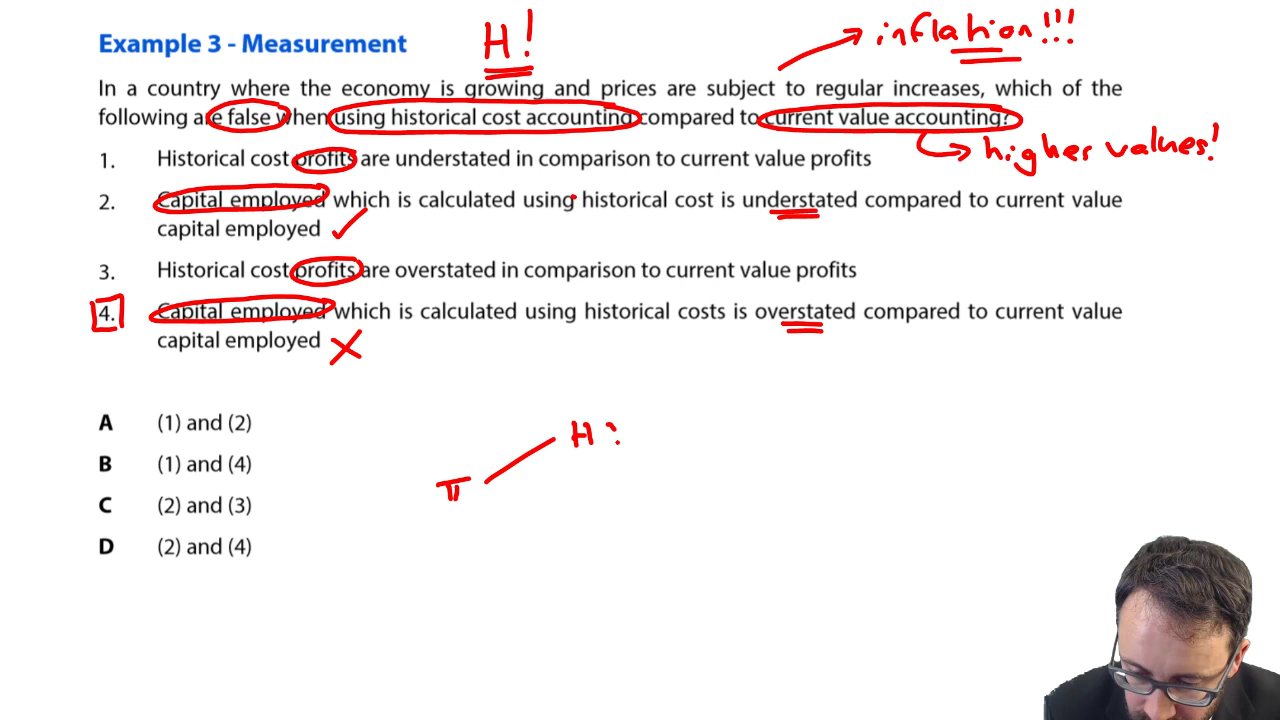 Example 3 - Measurement
H!
inflation!!!
In a country where the economy is growing and prices are subject to regular increases, which of the
following are false when using historical cost accounting compared to current value accounting?
higher values!
1. Historical cost profits are understated in comparison to current value profits
2. Capital employed which is calculated using historical cost is understated compared to current value
capital employed ✓
3. Historical cost profits are overstated in comparison to current value profits
4. Capital employed which is calculated using historical costs is overstated compared to current value
capital employed ✗
A (1) and (2)
B (1) and (4)
C (2) and (3)
D (2) and (4)
H :
π